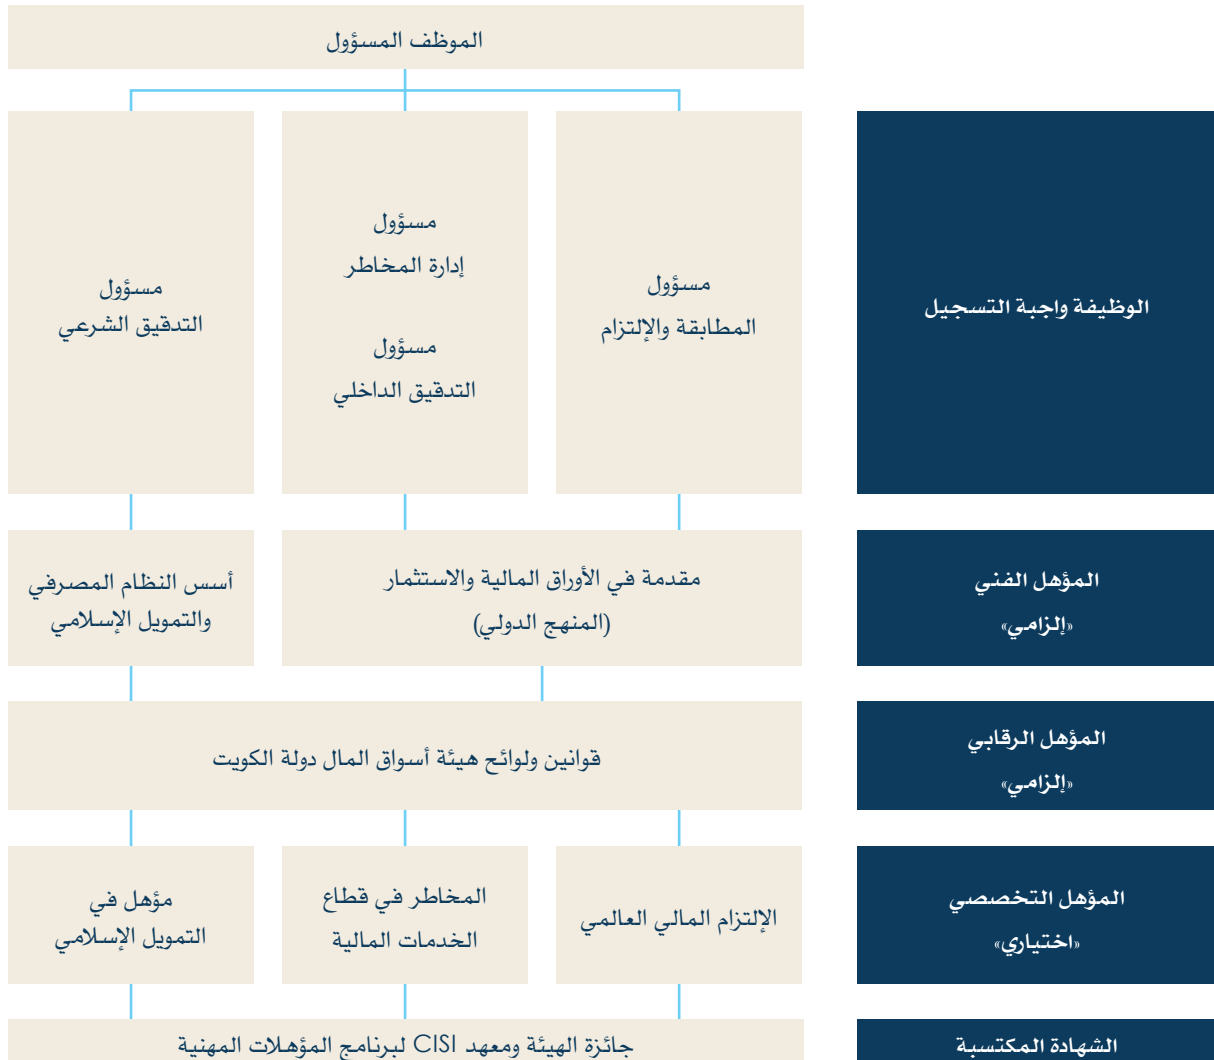 الموظف المسؤول
الوظيفة واجبة التسجيل
مسؤول
المطابقة والإلتزام
مسؤول
إدارة المخاطر
مسؤول
التدقيق الداخلي
مسؤول
التدقيق الشرعي
المؤهل الفني
«إلزامي»
مقدمة في الأوراق المالية والاستثمار
(المنهج الدولي)
أسس النظام المصرفي
والتمويل الإسلامي
المؤهل الرقابي
«إلزامي»
قوانين ولوائح هيئة أسواق المال دولة الكويت
المؤهل التخصصي
«اختياري»
الإلتزام المالي العالمي
المخاطر في قطاع
الخدمات المالية
مؤهل في
التمويل الإسلامي
الشهادة المكتسبة
جائزة الهيئة ومعهد CISI لبرنامج المؤهلات المهنية